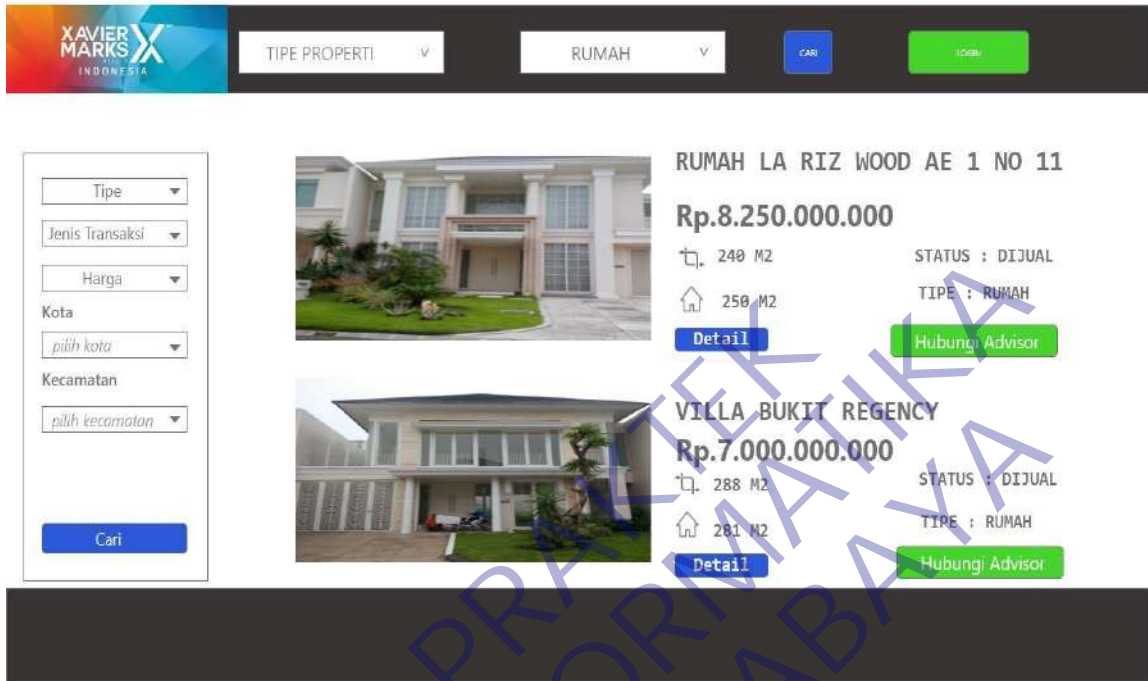 XAVIER
MARKS
INDONESIA
TIPE PROPERTI
RUMAH
CARI
LOGIN
Tipe
Jenis Transaksi
Harga
Kota
pilih kota
Kecamatan
pilih kecamatan
Cari
RUMAH LA RIZ WOOD AE 1 NO 11
Rp.8.250.000.000
240 M2
STATUS : DIJUAL
250 M2
TIPE : RUMAH
Detail
Hubungi Advisor
VILLA BUKIT REGENCY
Rp.7.000.000.000
288 M2
STATUS : DIJUAL
281 M2
TIPE : RUMAH
Detail
Hubungi Advisor
PRAKTEK
ORMATIKA
ABAYA